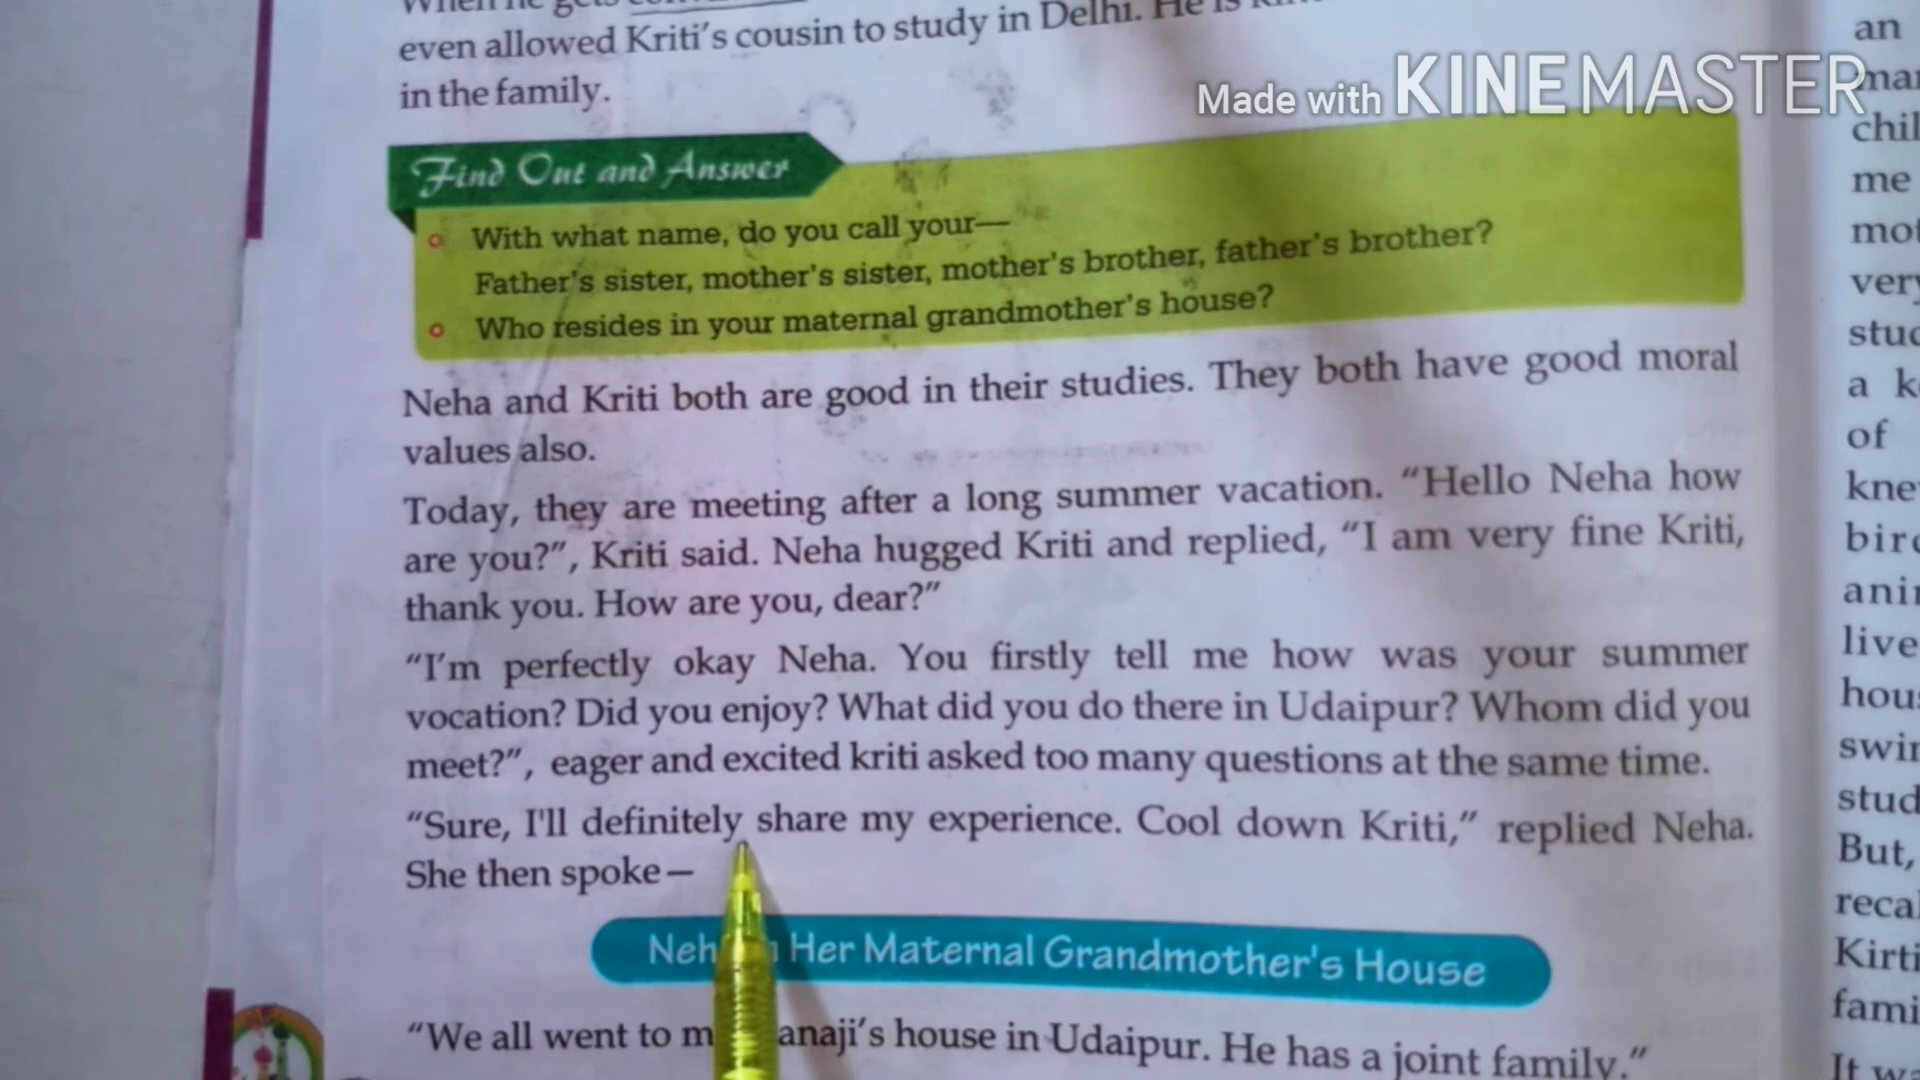 even allowed Kriti's cousin to study in Delhi. He is
in the family.
Made with KINEMASTER
Find Out and Answer
With what name, do you call your—
Father's sister, mother's sister, mother's brother, father's brother?
Who resides in your maternal grandmother's house?
Neha and Kriti both are good in their studies. They both have good moral
values also.
Today, they are meeting after a long summer vacation. "Hello Neha how
are you?", Kriti said. Neha hugged Kriti and replied, "I am very fine Kriti,
thank you. How are you, dear?"
"I'm perfectly okay Neha. You firstly tell me how was your summer
vocation? Did you enjoy? What did you do there in Udaipur? Whom did you
meet?", eager and excited kriti asked too many questions at the same time.
"Sure, I'll definitely share my experience. Cool down Kriti," replied Neha.
She then spoke—
Her Maternal Grandmother's House
"We all went to house in Udaipur. He has a joint family."
an
me
very
of
But,
Kirti
It